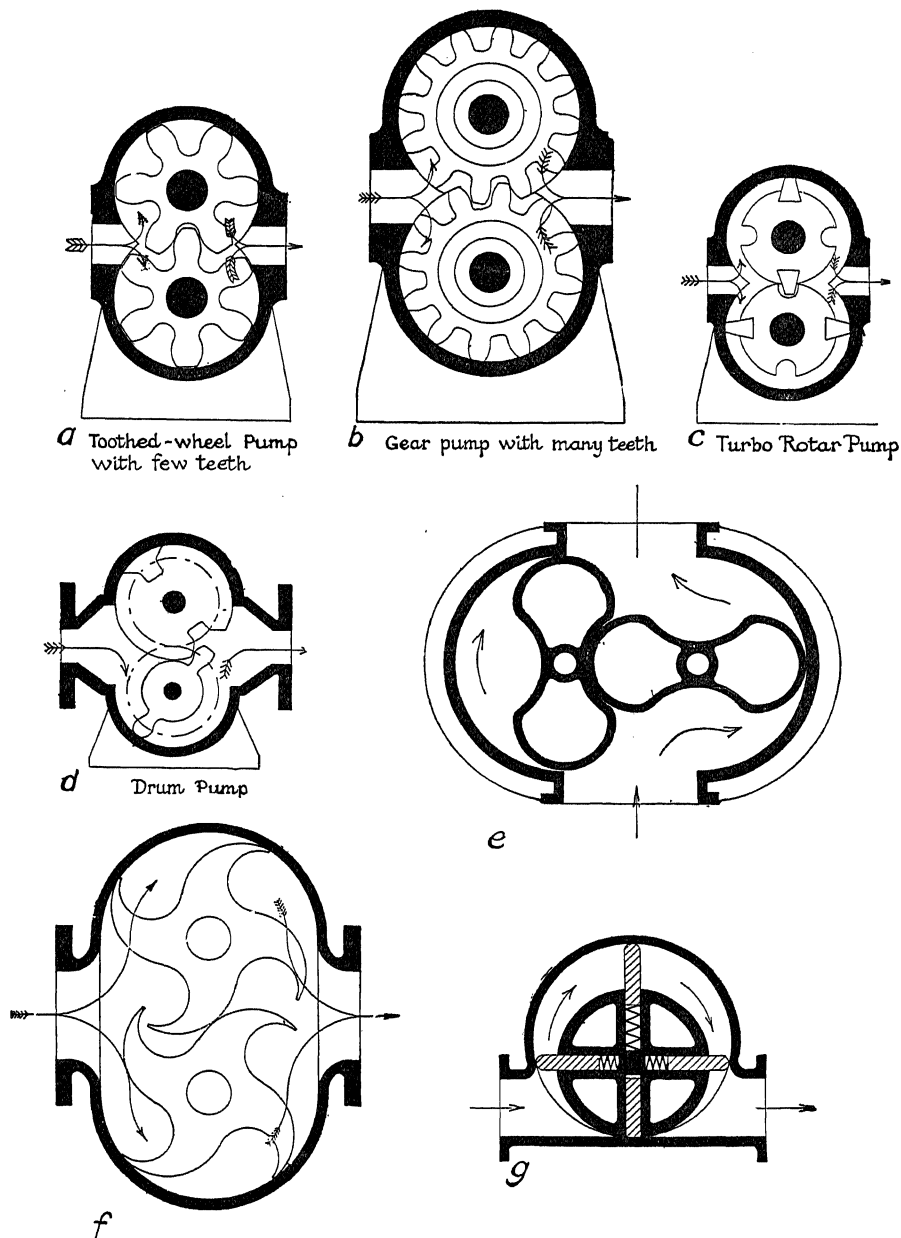 a Toothed-wheel Pump
with few teeth
b Gear pump with many teeth
c Turbo Rotar Pump
d Drum Pump
e
f
g